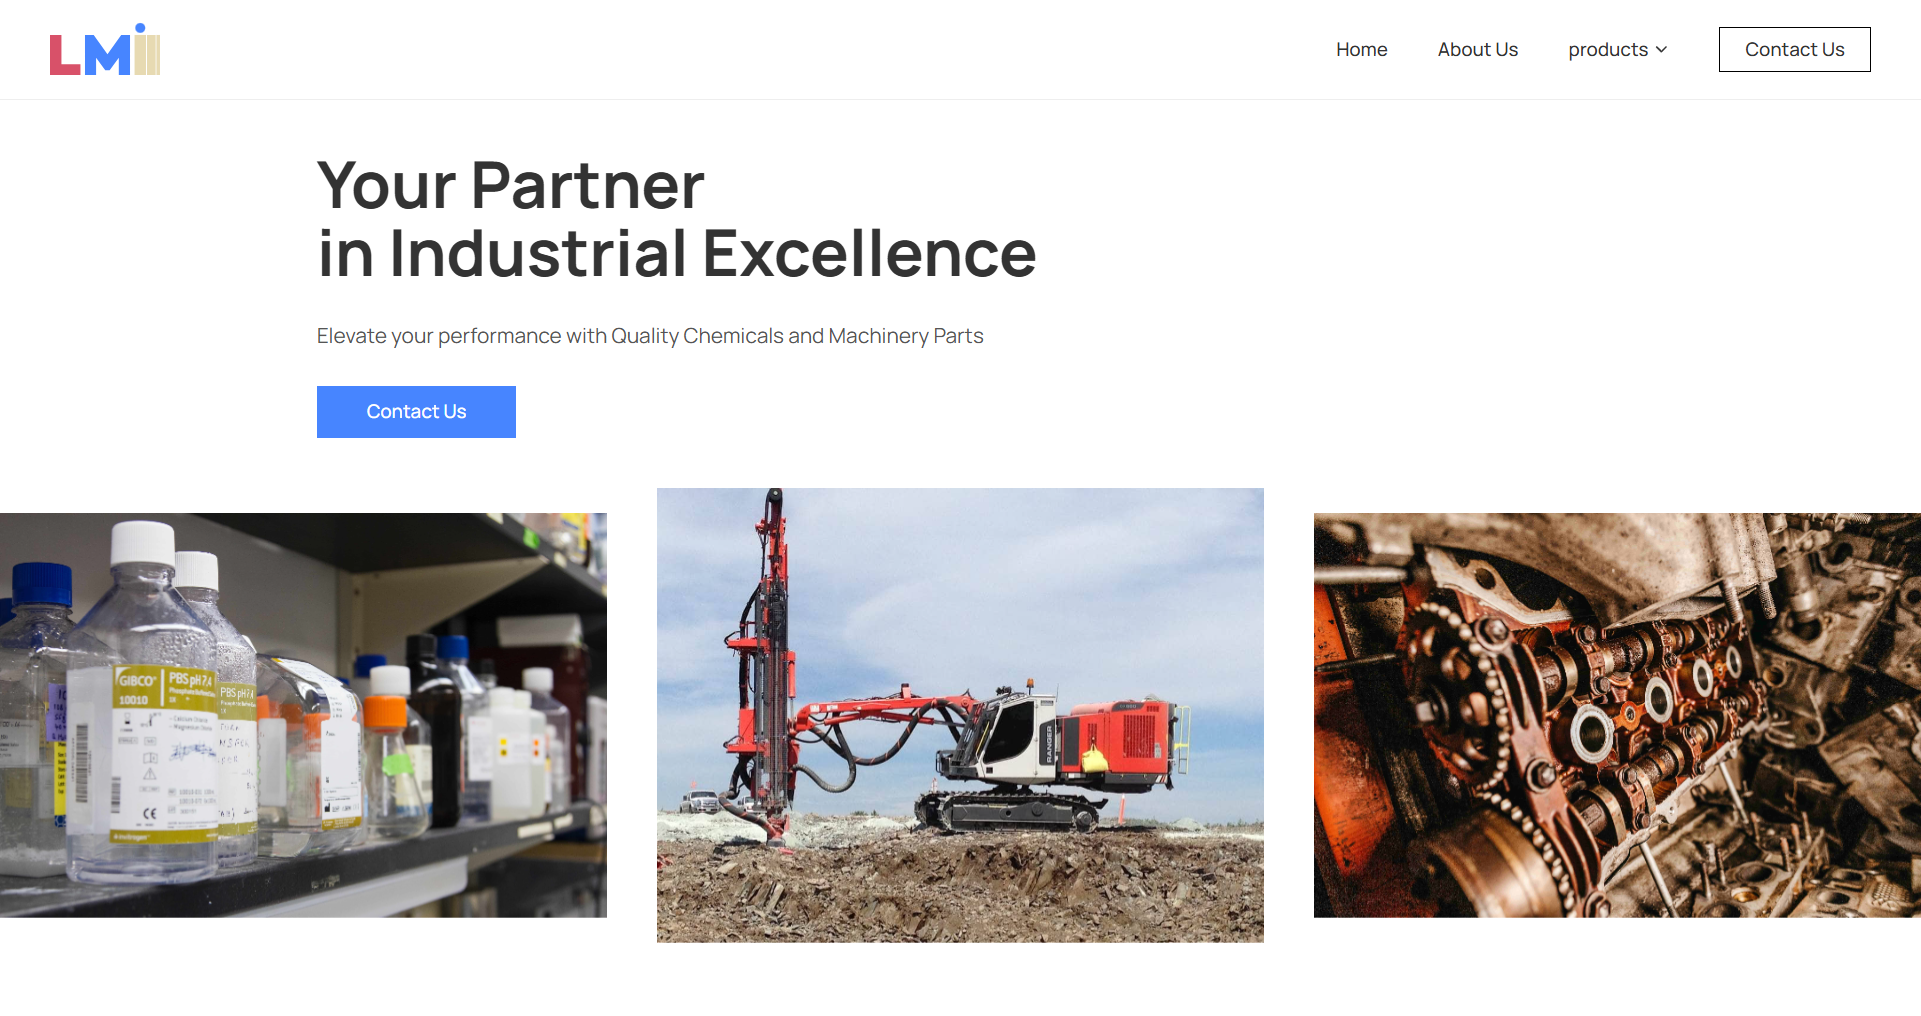 LMi
Home
About Us
products
Contact Us
Your Partner
in Industrial Excellence
Elevate your performance with Quality Chemicals and Machinery Parts
Contact Us
GIBCO
10010
PBS pH 7.4
PBS pH 7.4
RANGER